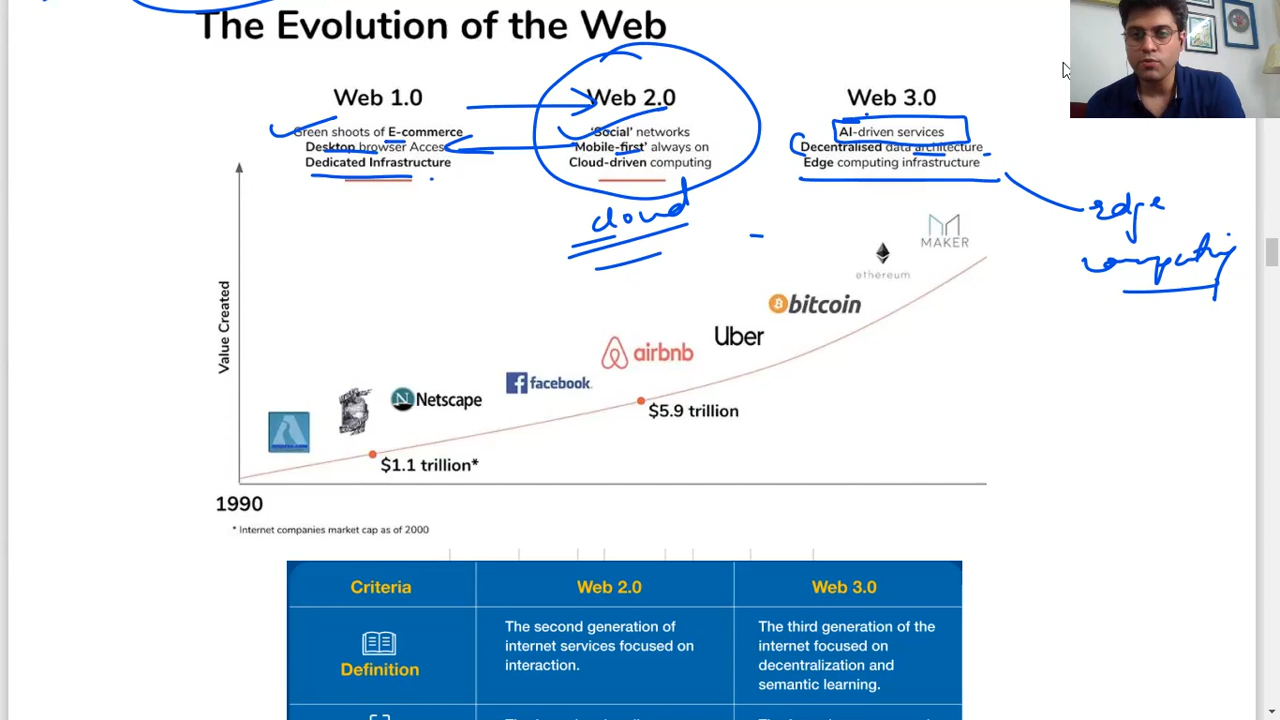 The Evolution of the Web
Web 1.0
Green shoots of E-commerce
Desktop browser Access
Dedicated Infrastructure
Web 2.0
'Social' networks
'Mobile-first' always on
Cloud-driven computing
cloud
Web 3.0
AI-driven services
Decentralised data architecture
Edge computing infrastructure
edge
computing
MAKER
ethereum
bitcoin
Uber
airbnb
facebook.
Netscape
Value Created
$5.9 trillion
$1.1 trillion*
1990
* Internet companies market cap as of 2000
Criteria
Web 2.0
Web 3.0
Definition
The second generation of
internet services focused on
interaction.
The third generation of the
internet focused on
decentralization and
semantic learning.